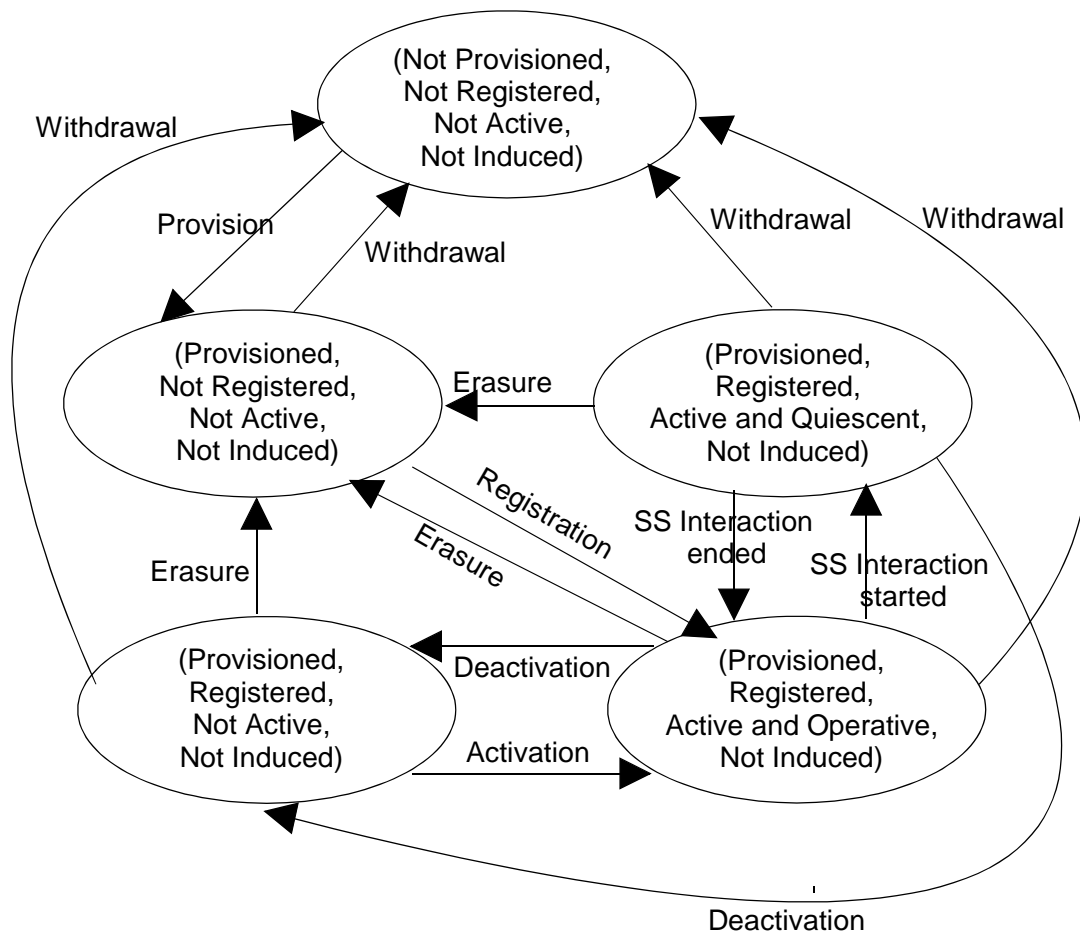 (Not Provisioned,
Not Registered,
Not Active,
Not Induced)
Withdrawal
Provision
Withdrawal
Withdrawal
Withdrawal
(Provisioned,
Not Registered,
Not Active,
Not Induced)
Erasure
(Provisioned,
Registered,
Active and Quiescent,
Not Induced)
Registration
Erasure
SS Interaction
ended
SS Interaction
started
Erasure
(Provisioned,
Registered,
Not Active,
Not Induced)
Deactivation
Activation
(Provisioned,
Registered,
Active and Operative,
Not Induced)
Deactivation